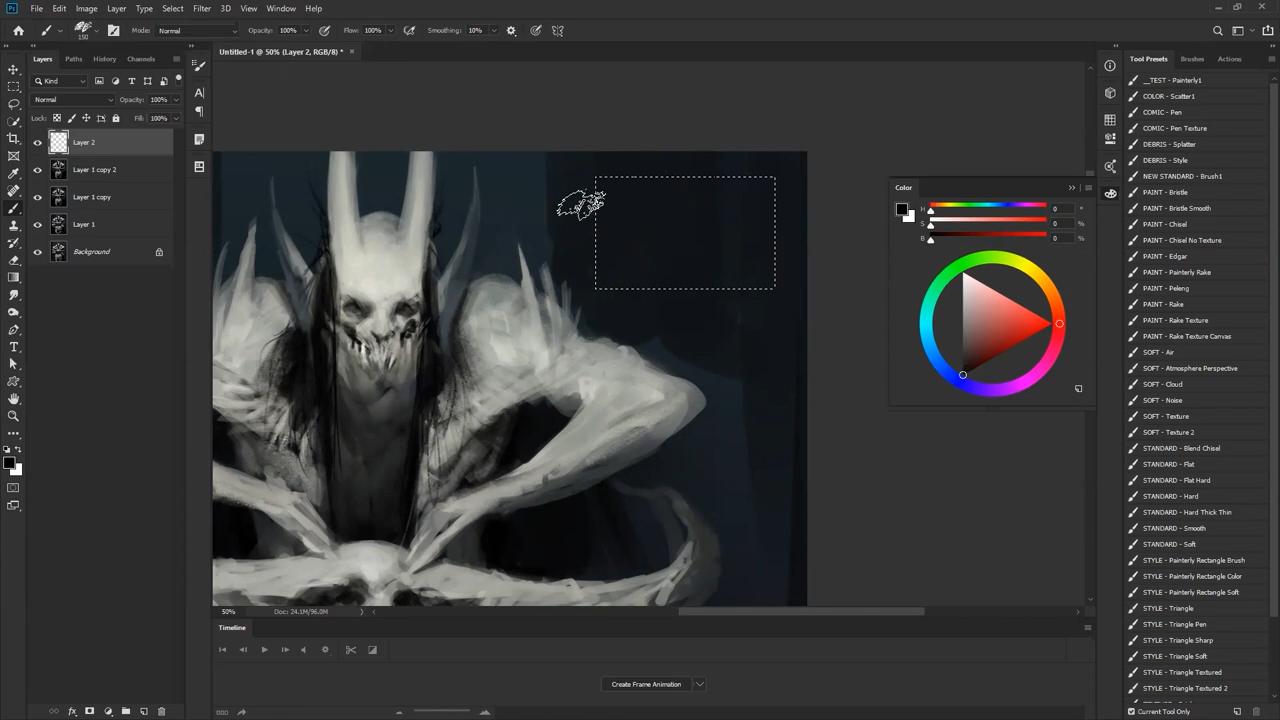 Ps File Edit Image Layer Type Select Filter 3D View Window Help
150 Mode: Normal Opacity: 100% Flow: 100% Smoothing: 10%
Untitled-1 @ 50% (Layer 2, RGB/8) *
Layers Paths History Channels
Kind
Normal Opacity: 100%
Lock: Fill: 100%
Layer 2
Layer 1 copy 2
Layer 1 copy
Layer 1
Background
50% Doc: 24.1M/96.0M
Timeline
Create Frame Animation
Color
H 0 °
S 0 %
B 0 %
Tool Presets Brushes Actions
__TEST - Painterly1
COLOR - Scatter1
COMIC - Pen
COMIC - Pen Texture
DEBRIS - Splatter
DEBRIS - Style
NEW STANDARD - Brush1
PAINT - Bristle
PAINT - Bristle Smooth
PAINT - Chisel
PAINT - Chisel No Texture
PAINT - Edgar
PAINT - Painterly Rake
PAINT - Peleng
PAINT - Rake
PAINT - Rake Texture
PAINT - Rake Texture Canvas
SOFT - Air
SOFT - Atmosphere Perspective
SOFT - Cloud
SOFT - Noise
SOFT - Texture
SOFT - Texture 2
STANDARD - Blend Chisel
STANDARD - Flat
STANDARD - Flat Hard
STANDARD - Hard
STANDARD - Hard Thick Thin
STANDARD - Smooth
STANDARD - Soft
STYLE - Painterly Rectangle Brush
STYLE - Painterly Rectangle Color
STYLE - Painterly Rectangle Soft
STYLE - Triangle
STYLE - Triangle Pen
STYLE - Triangle Sharp
STYLE - Triangle Soft
STYLE - Triangle Textured
STYLE - Triangle Textured 2
Current Tool Only